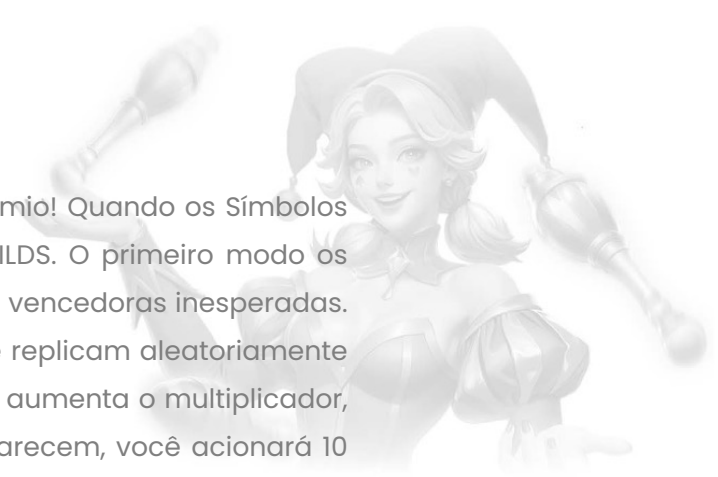 mio! Quando os Símbolos
ILDS. O primeiro modo os
vencedoras inesperadas.
replicam aleatoriamente
aumenta o multiplicador,
arecem, você acionará 10